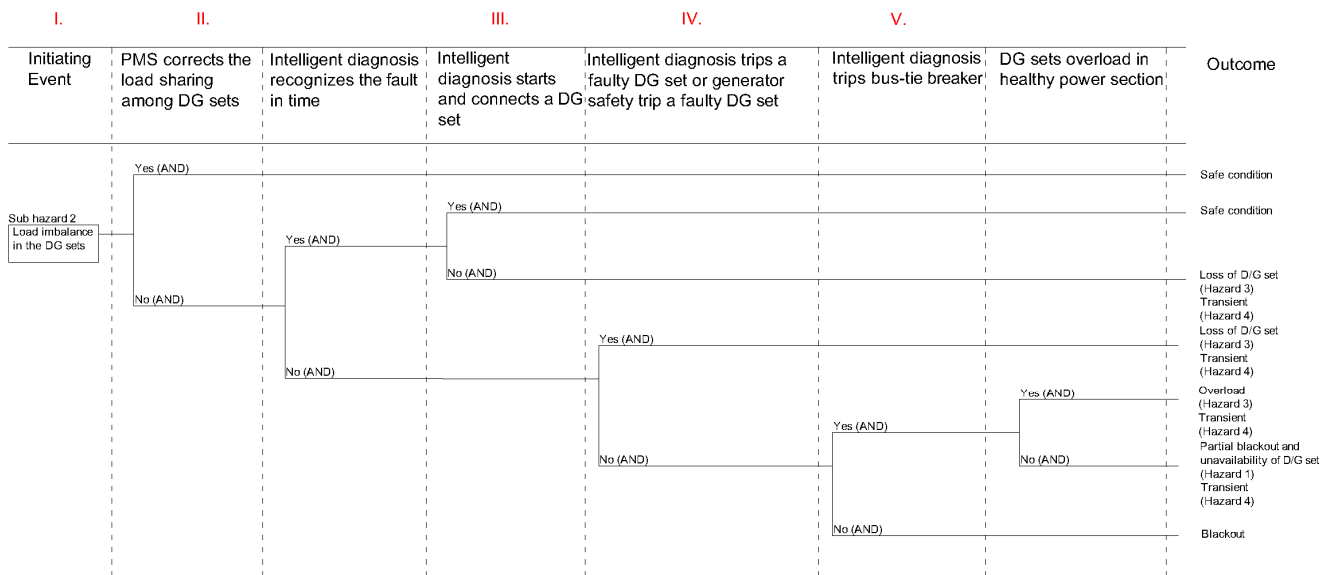 I.
II.
III.
IV.
V.
Initiating
Event
PMS corrects the
load sharing
among DG sets
Intelligent diagnosis
recognizes the fault
in time
Intelligent
diagnosis starts
and connects a DG
set
Intelligent diagnosis trips a
faulty DG set or generator
safety trip a faulty DG set
Intelligent diagnosis
trips bus-tie breaker
DG sets overload in
healthy power section
Outcome
Yes (AND)
Safe condition
Sub hazard 2
Load imbalance
in the DG sets
Yes (AND)
Safe condition
Yes (AND)
No (AND)
Loss of D/G set
(Hazard 3)
Transient
(Hazard 4)
No (AND)
Yes (AND)
Loss of D/G set
(Hazard 3)
Transient
(Hazard 4)
No (AND)
Yes (AND)
Overload
(Hazard 3)
Transient
(Hazard 4)
Yes (AND)
No (AND)
No (AND)
Partial blackout and
unavailability of D/G set
(Hazard 1)
Transient
(Hazard 4)
No (AND)
Blackout